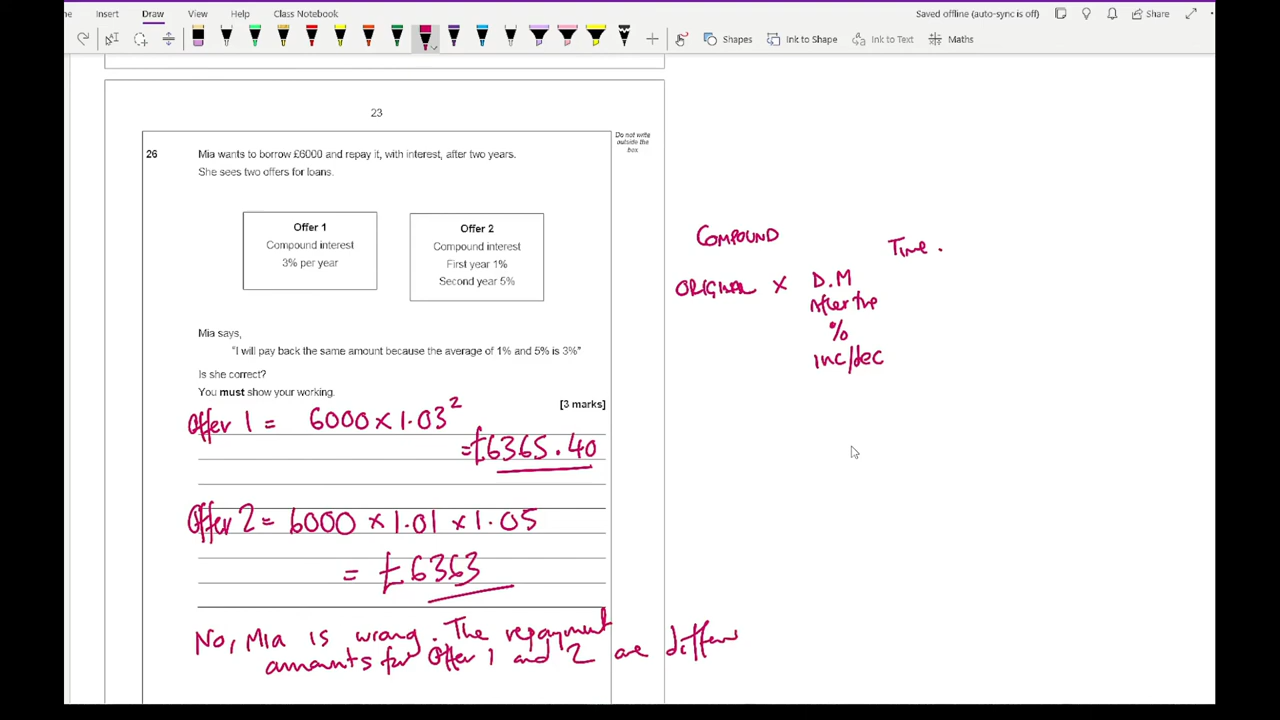 me Insert Draw View Help Class Notebook Saved offline (auto-sync is off) Share
Shapes Ink to Shape Ink to Text Maths
23
Do not write
outside the
box
26 Mia wants to borrow £6000 and repay it, with interest, after two years.
She sees two offers for loans.
Offer 1
Compound interest
3% per year
Offer 2
Compound interest
First year 1%
Second year 5%
Mia says,
"I will pay back the same amount because the average of 1% and 5% is 3%"
Is she correct?
You must show your working.
[3 marks]
Offer 1 = 6000 × 1.03²
= £6365.40
Offer 2 = 6000 × 1.01 × 1.05
= £6363
No, Mia is wrong. The repayment
amounts for Offer 1 and 2 are differen
COMPOUND
Time.
ORIGINAL × D.M
After the
%
inc/dec